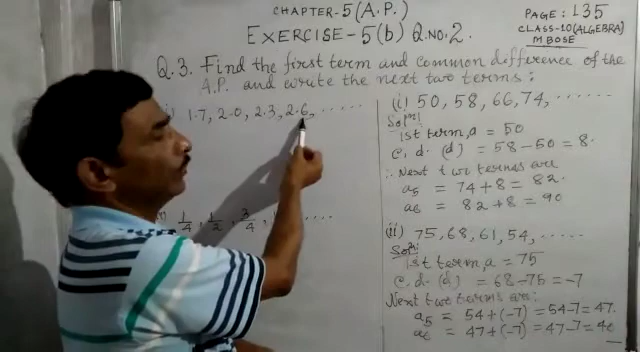 CHAPTER-5(A.P.)
EXERCISE-5(b) Q.NO.2.
PAGE: 135
CLASS-10(ALGEBRA)
M BOSE
Q.3. Find the first term and common difference of the
A.P. and write the next two terms:
1.7, 2.0, 2.3, 2.6, ......
1/4, 1/2, 3/4, ....
(i) 50, 58, 66, 74, ......
Solⁿ:
1st term, a = 50
C.d. (d) = 58-50 = 8.
∴ Next two terms are
a₅ = 74+8 = 82.
a₆ = 82+8 = 90
(ii) 75, 68, 61, 54, ......
Solⁿ:
1st term, a = 75
C.d. (d) = 68-75 = -7
Next two terms are:
a₅ = 54+(-7) = 54-7 = 47.
a₆ = 47+(-7) = 47-7 = 40